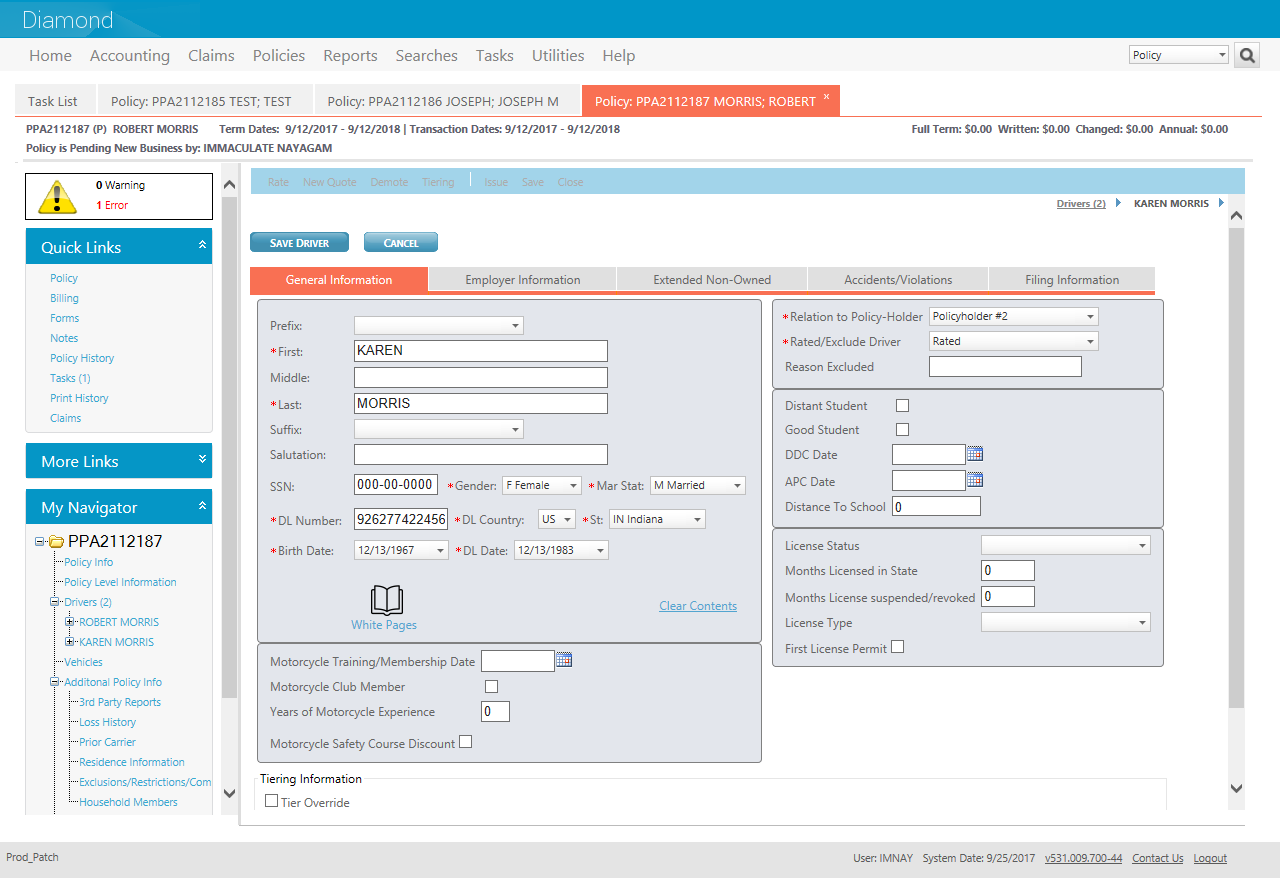 Diamond
Home Accounting Claims Policies Reports Searches Tasks Utilities Help Policy
Task List Policy: PPA2112185 TEST; TEST Policy: PPA2112186 JOSEPH; JOSEPH M Policy: PPA2112187 MORRIS; ROBERT x
PPA2112187 (P) ROBERT MORRIS Term Dates: 9/12/2017 - 9/12/2018 | Transaction Dates: 9/12/2017 - 9/12/2018 Full Term: $0.00 Written: $0.00 Changed: $0.00 Annual: $0.00
Policy is Pending New Business by: IMMACULATE NAYAGAM
0 Warning
1 Error
Quick Links
Policy
Billing
Forms
Notes
Policy History
Tasks (1)
Print History
Claims
More Links
My Navigator
PPA2112187
Policy Info
Policy Level Information
Drivers (2)
ROBERT MORRIS
KAREN MORRIS
Vehicles
Additonal Policy Info
3rd Party Reports
Loss History
Prior Carrier
Residence Information
Exclusions/Restrictions/Com
Household Members
Rate New Quote Demote Tiering Issue Save Close
Drivers (2) KAREN MORRIS
SAVE DRIVER CANCEL
General Information Employer Information Extended Non-Owned Accidents/Violations Filing Information
Prefix:
*First: KAREN
Middle:
*Last: MORRIS
Suffix:
Salutation:
SSN: 000-00-0000 *Gender: F Female *Mar Stat: M Married
*DL Number: 926277422456 *DL Country: US *St: IN Indiana
*Birth Date: 12/13/1967 *DL Date: 12/13/1983
White Pages Clear Contents
Motorcycle Training/Membership Date
Motorcycle Club Member
Years of Motorcycle Experience 0
Motorcycle Safety Course Discount
*Relation to Policy-Holder Policyholder #2
*Rated/Exclude Driver Rated
Reason Excluded
Distant Student
Good Student
DDC Date
APC Date
Distance To School 0
License Status
Months Licensed in State 0
Months License suspended/revoked 0
License Type
First License Permit
Tiering Information
Tier Override
Prod_Patch User: IMNAY System Date: 9/25/2017 v531.009.700-44 Contact Us Logout